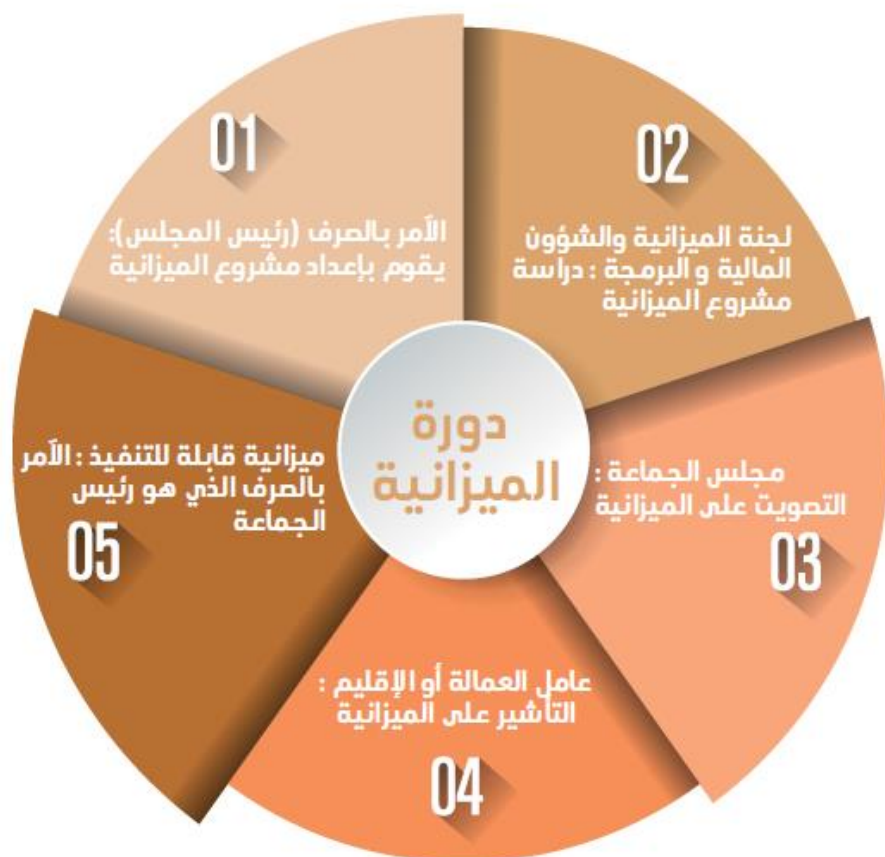 01
الآمر بالصرف (رئيس المجلس):
يقوم بإعداد مشروع الميزانية
02
لجنة الميزانية والشؤون
المالية و البرمجة : دراسة
مشروع الميزانية
مجلس الجماعة :
التصويت على الميزانية
03
عامل العمالة أو الإقليم :
التأشير على الميزانية
04
ميزانية قابلة للتنفيذ : الآمر
بالصرف الذي هو رئيس
الجماعة
05
دورة
الميزانية